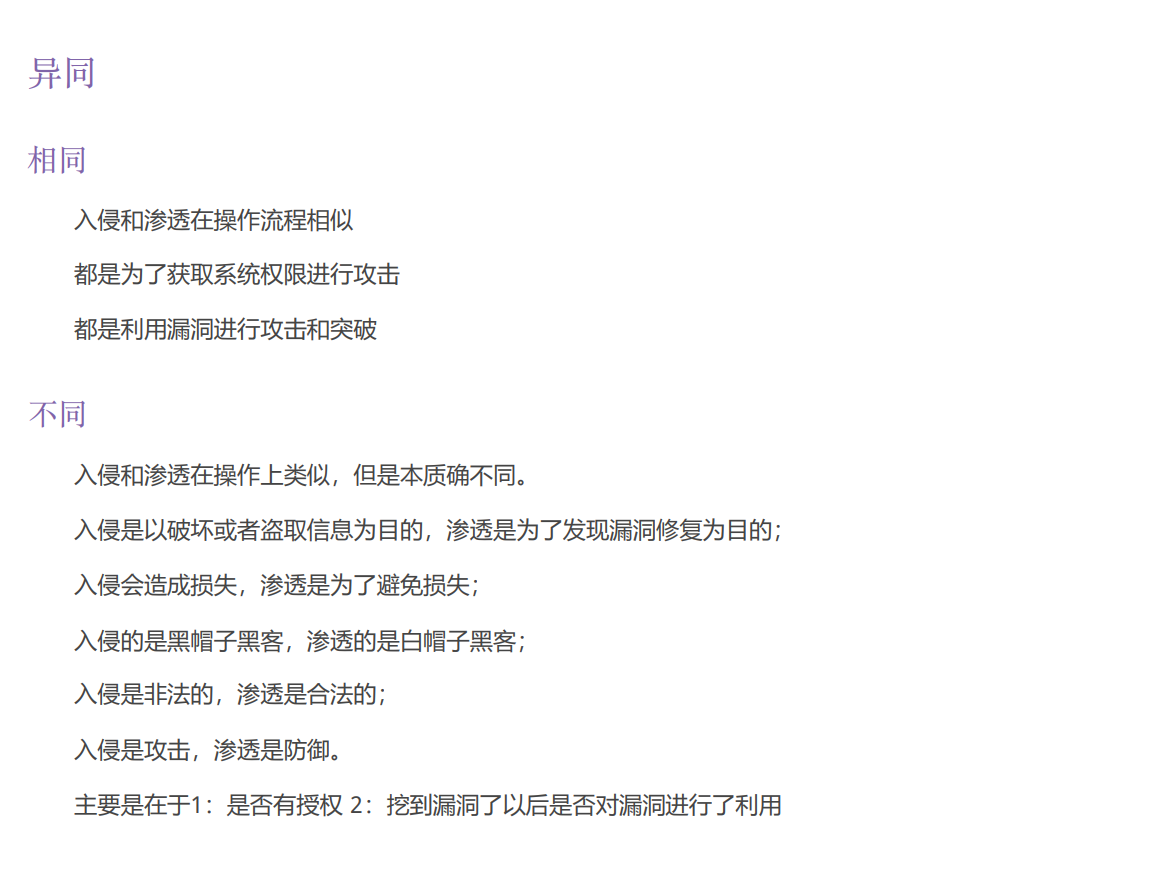 异同
相同
入侵和渗透在操作流程相似
都是为了获取系统权限进行攻击
都是利用漏洞进行攻击和突破
不同
入侵和渗透在操作上类似，但是本质确不同。
入侵是以破坏或者盗取信息为目的，渗透是为了发现漏洞修复为目的；
入侵会造成损失，渗透是为了避免损失；
入侵的是黑帽子黑客，渗透的是白帽子黑客；
入侵是非法的，渗透是合法的；
入侵是攻击，渗透是防御。
主要是在于1：是否有授权 2：挖到漏洞了以后是否对漏洞进行了利用